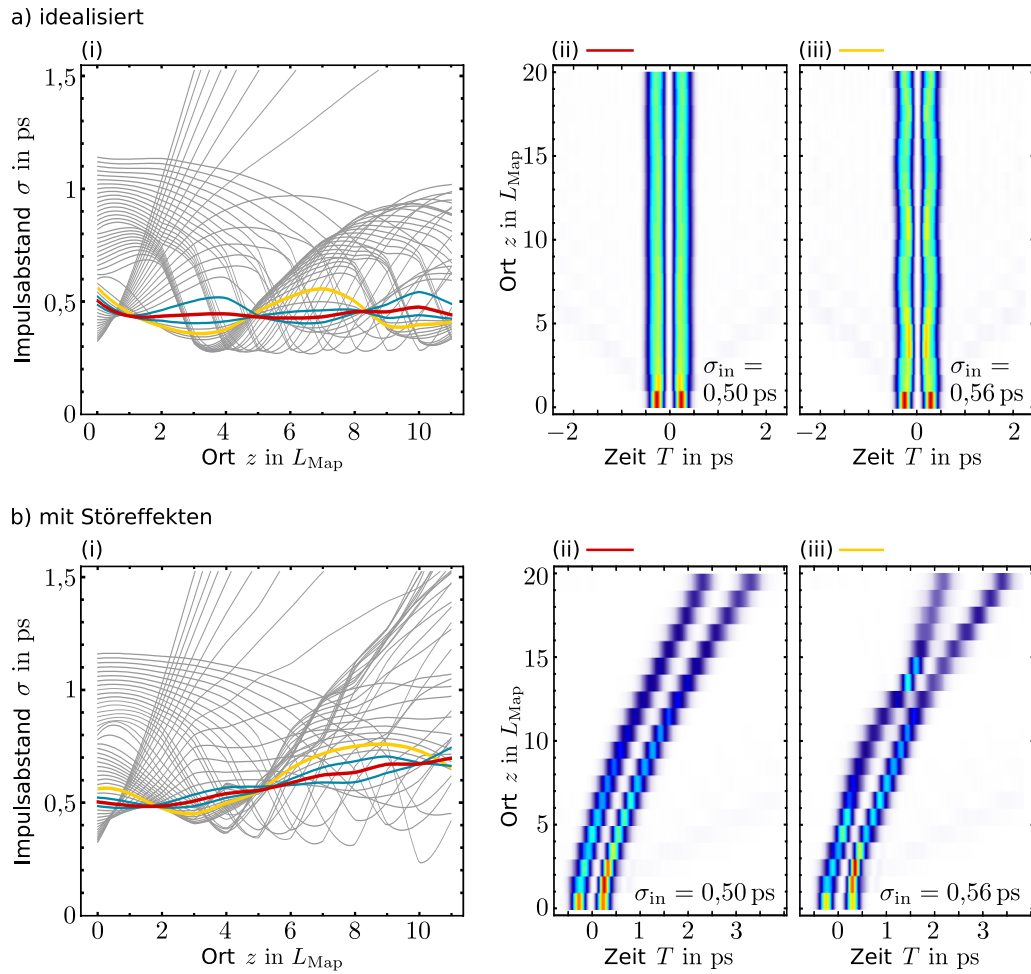 a) idealisiert
(i)
(ii)
(iii)
1,5
1
0,5
0
Impulsabstand σ in ps
0 2 4 6 8 10
Ort z in L_Map
20
15
10
5
0
Ort z in L_Map
σ_in =
0,50 ps
−2 0 2
Zeit T in ps
σ_in =
0,56 ps
−2 0 2
Zeit T in ps
b) mit Störeffekten
(i)
(ii)
(iii)
1,5
1
0,5
0
Impulsabstand σ in ps
0 2 4 6 8 10
Ort z in L_Map
20
15
10
5
0
Ort z in L_Map
σ_in = 0,50 ps
0 1 2 3
Zeit T in ps
σ_in = 0,56 ps
0 1 2 3
Zeit T in ps